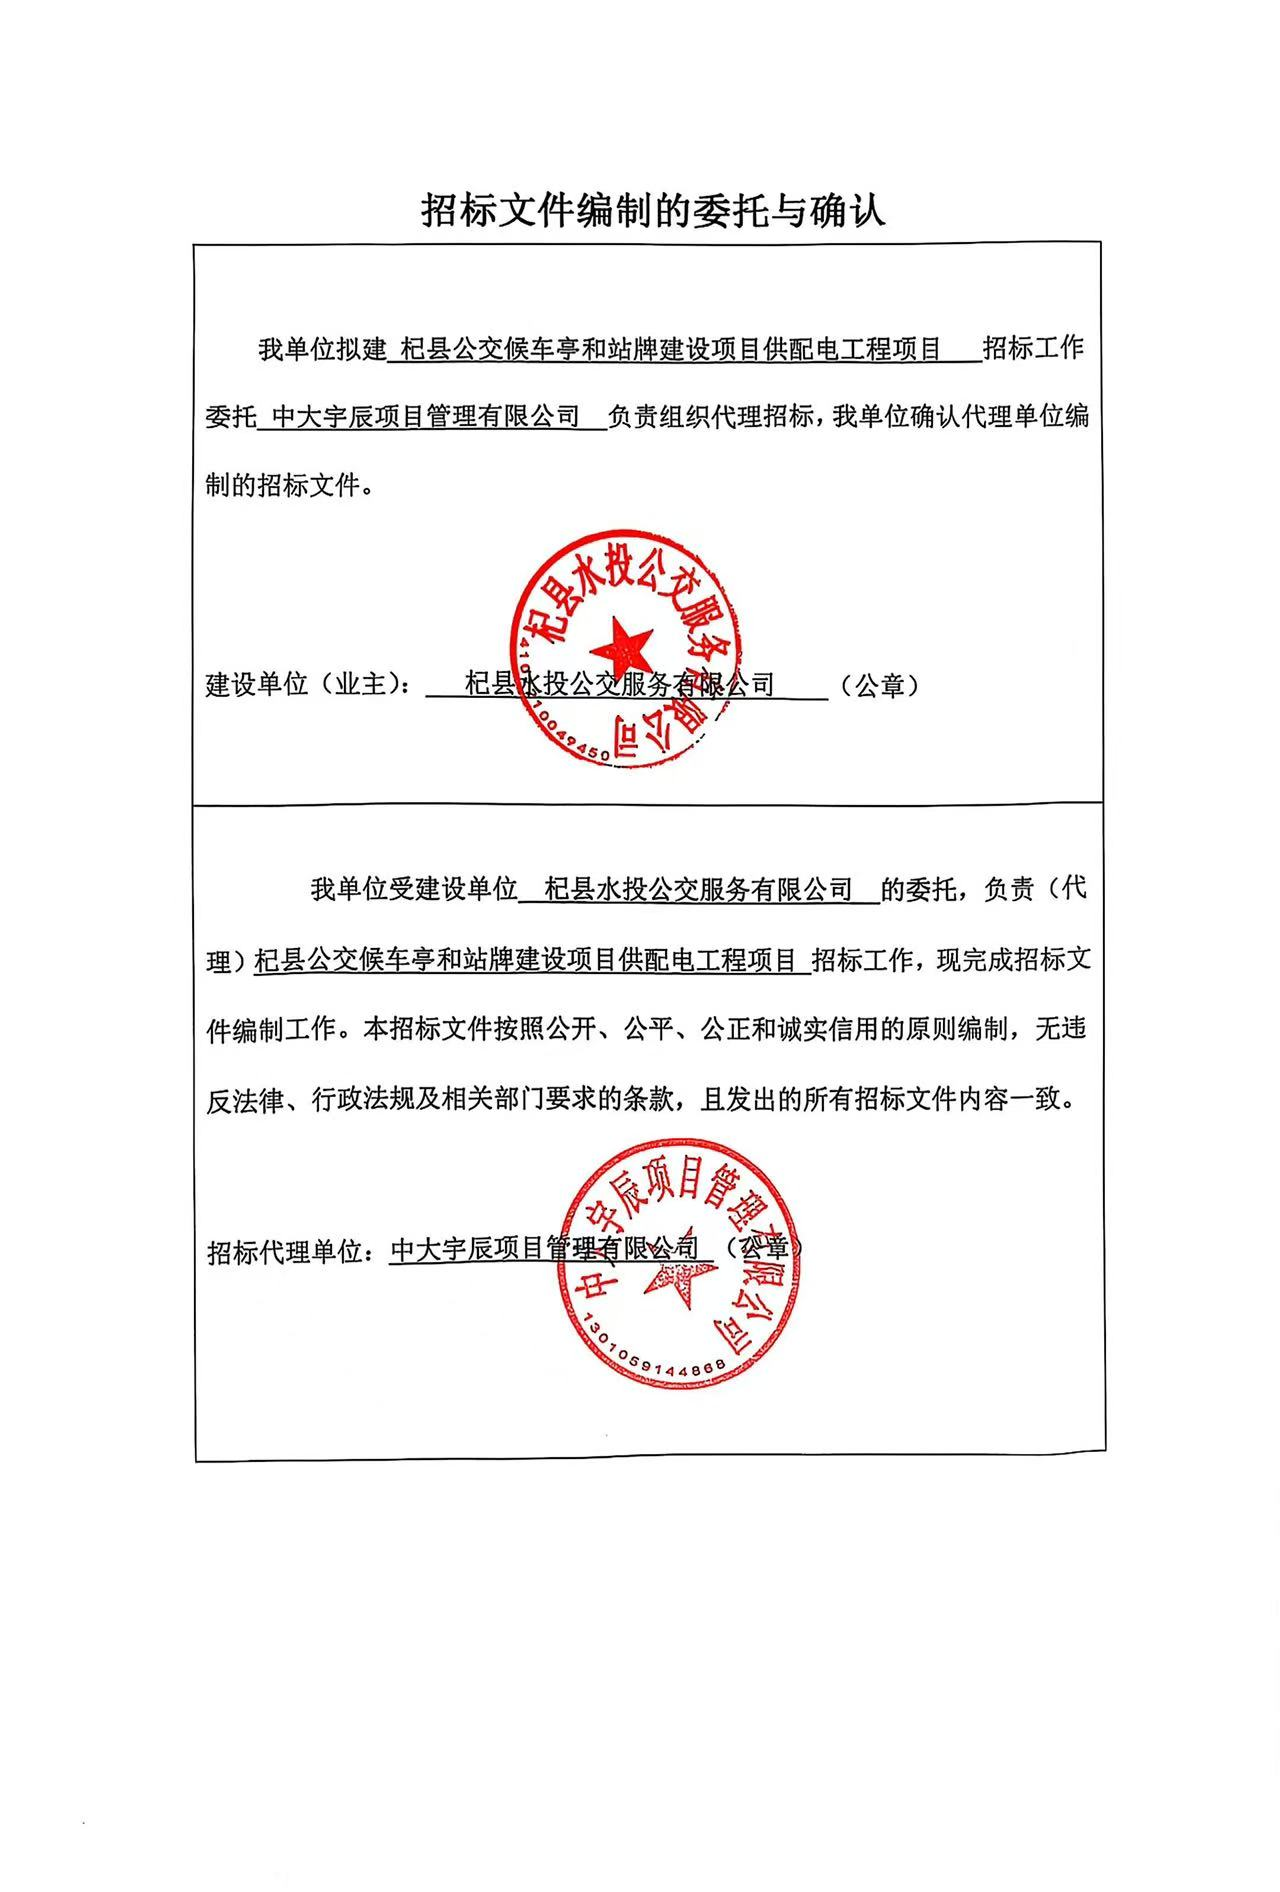 招标文件编制的委托与确认
我单位拟建 杞县公交候车亭和站牌建设项目供配电工程项目 招标工作
委托 中大宇辰项目管理有限公司 负责组织代理招标，我单位确认代理单位编
制的招标文件。
杞县水投公交服务有限公司
建设单位（业主）： 杞县水投公交服务有限公司 （公章）
我单位受建设单位 杞县水投公交服务有限公司 的委托，负责（代
理）杞县公交候车亭和站牌建设项目供配电工程项目 招标工作，现完成招标文
件编制工作。本招标文件按照公开、公平、公正和诚实信用的原则编制，无违
反法律、行政法规及相关部门要求的条款，且发出的所有招标文件内容一致。
中大宇辰项目管理有限公司
招标代理单位：中大宇辰项目管理有限公司 （公章）
1301059144868